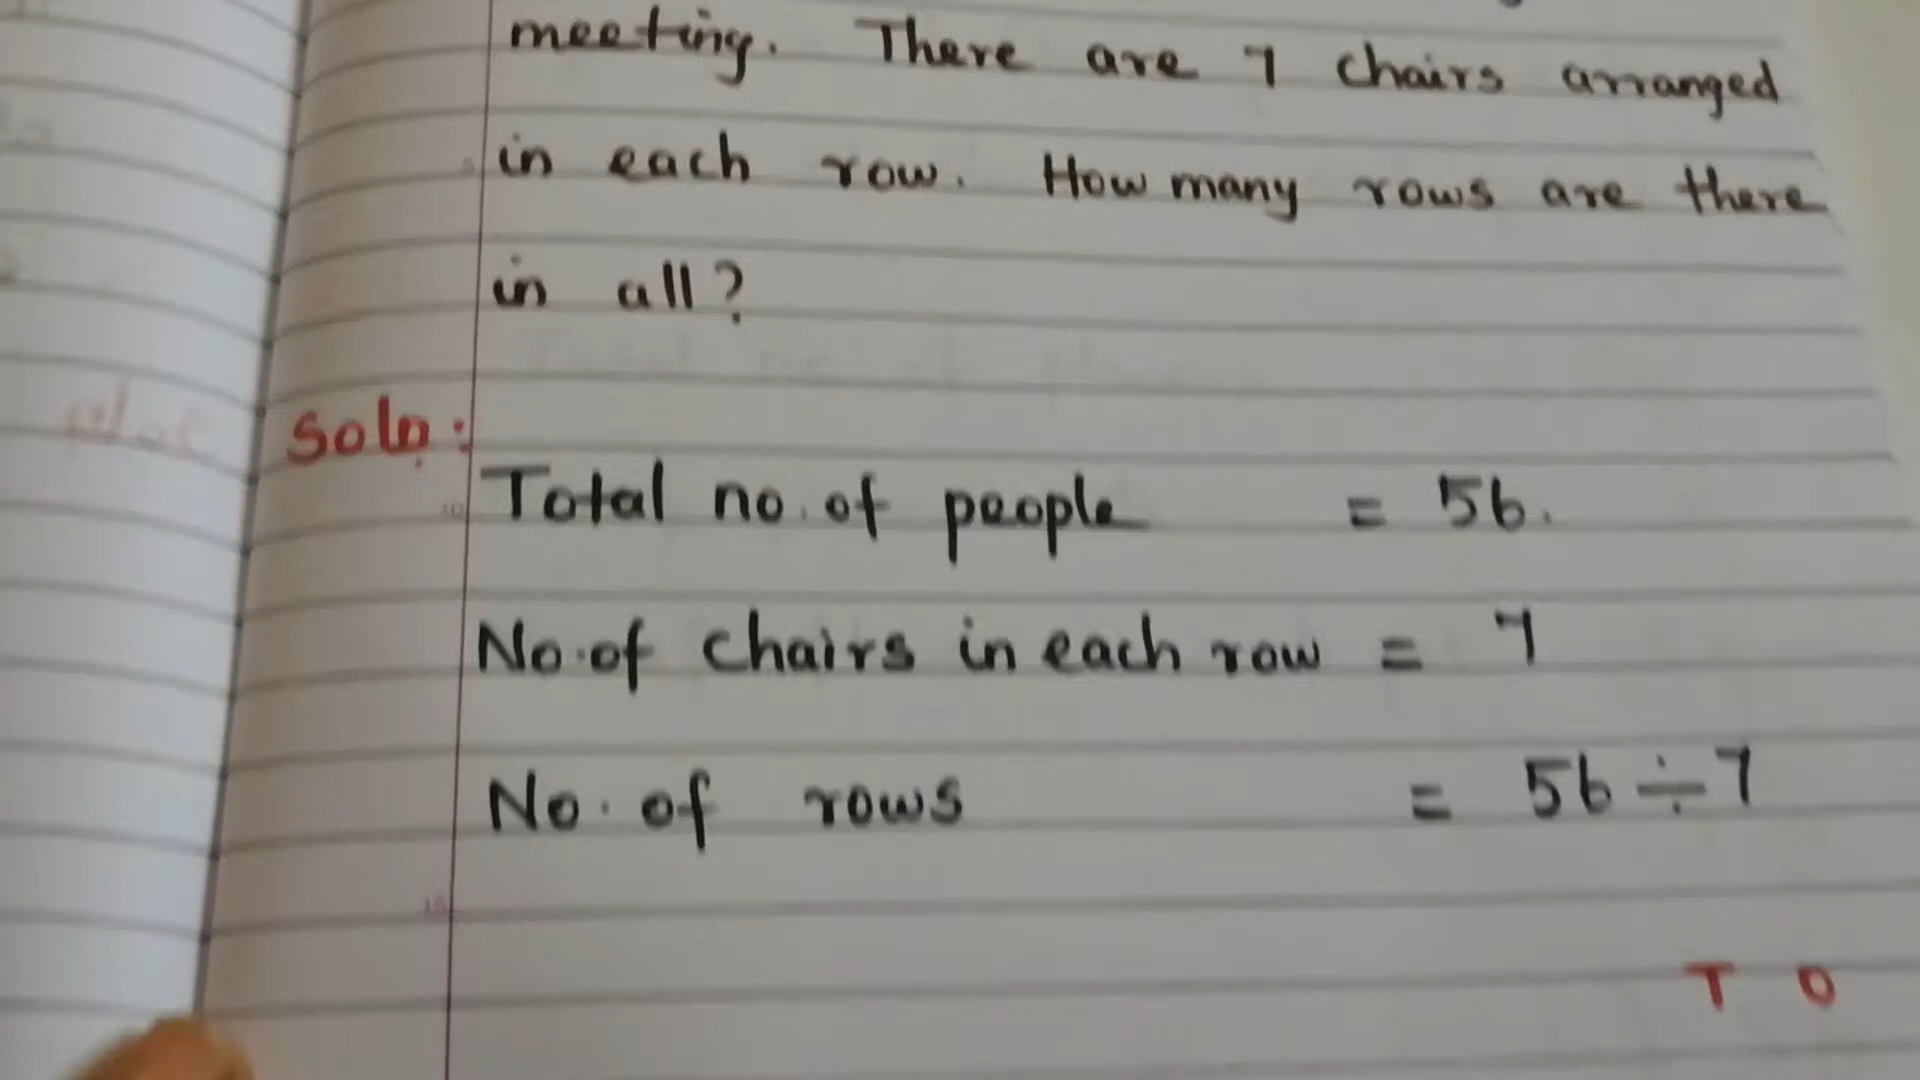 meeting. There are 7 chairs arranged
in each row. How many rows are there
in all?
Soln:
Total no. of people = 56.
No. of chairs in each row = 7
No. of rows = 56 ÷ 7
T O